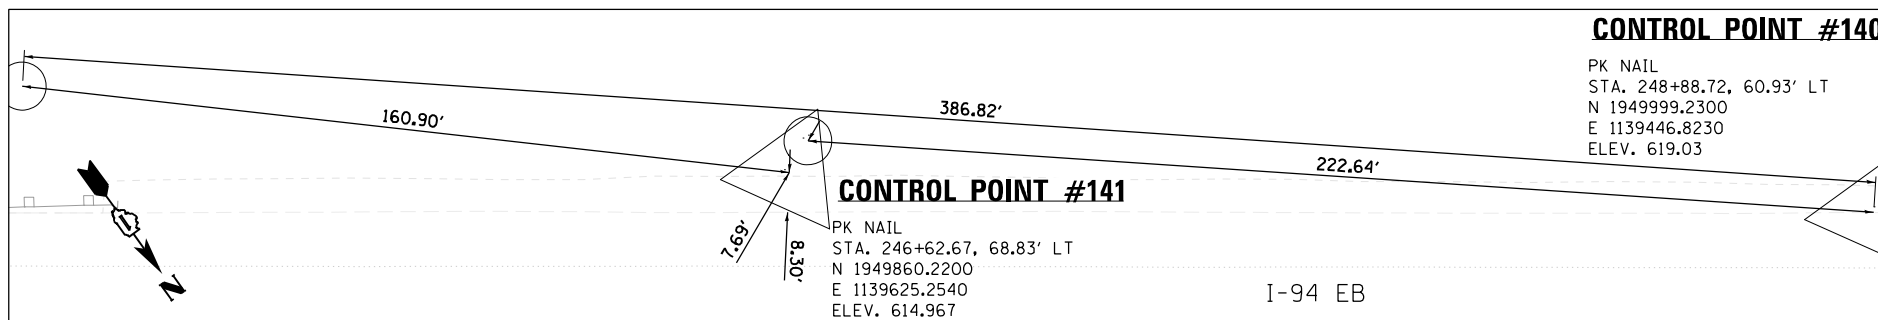 CONTROL POINT #140
PK NAIL
STA. 248+88.72, 60.93' LT
N 1949999.2300
E 1139446.8230
ELEV. 619.03
386.82'
160.90'
222.64'
CONTROL POINT #141
PK NAIL
STA. 246+62.67, 68.83' LT
N 1949860.2200
E 1139625.2540
ELEV. 614.967
7.69'
8.30'
N
I-94 EB